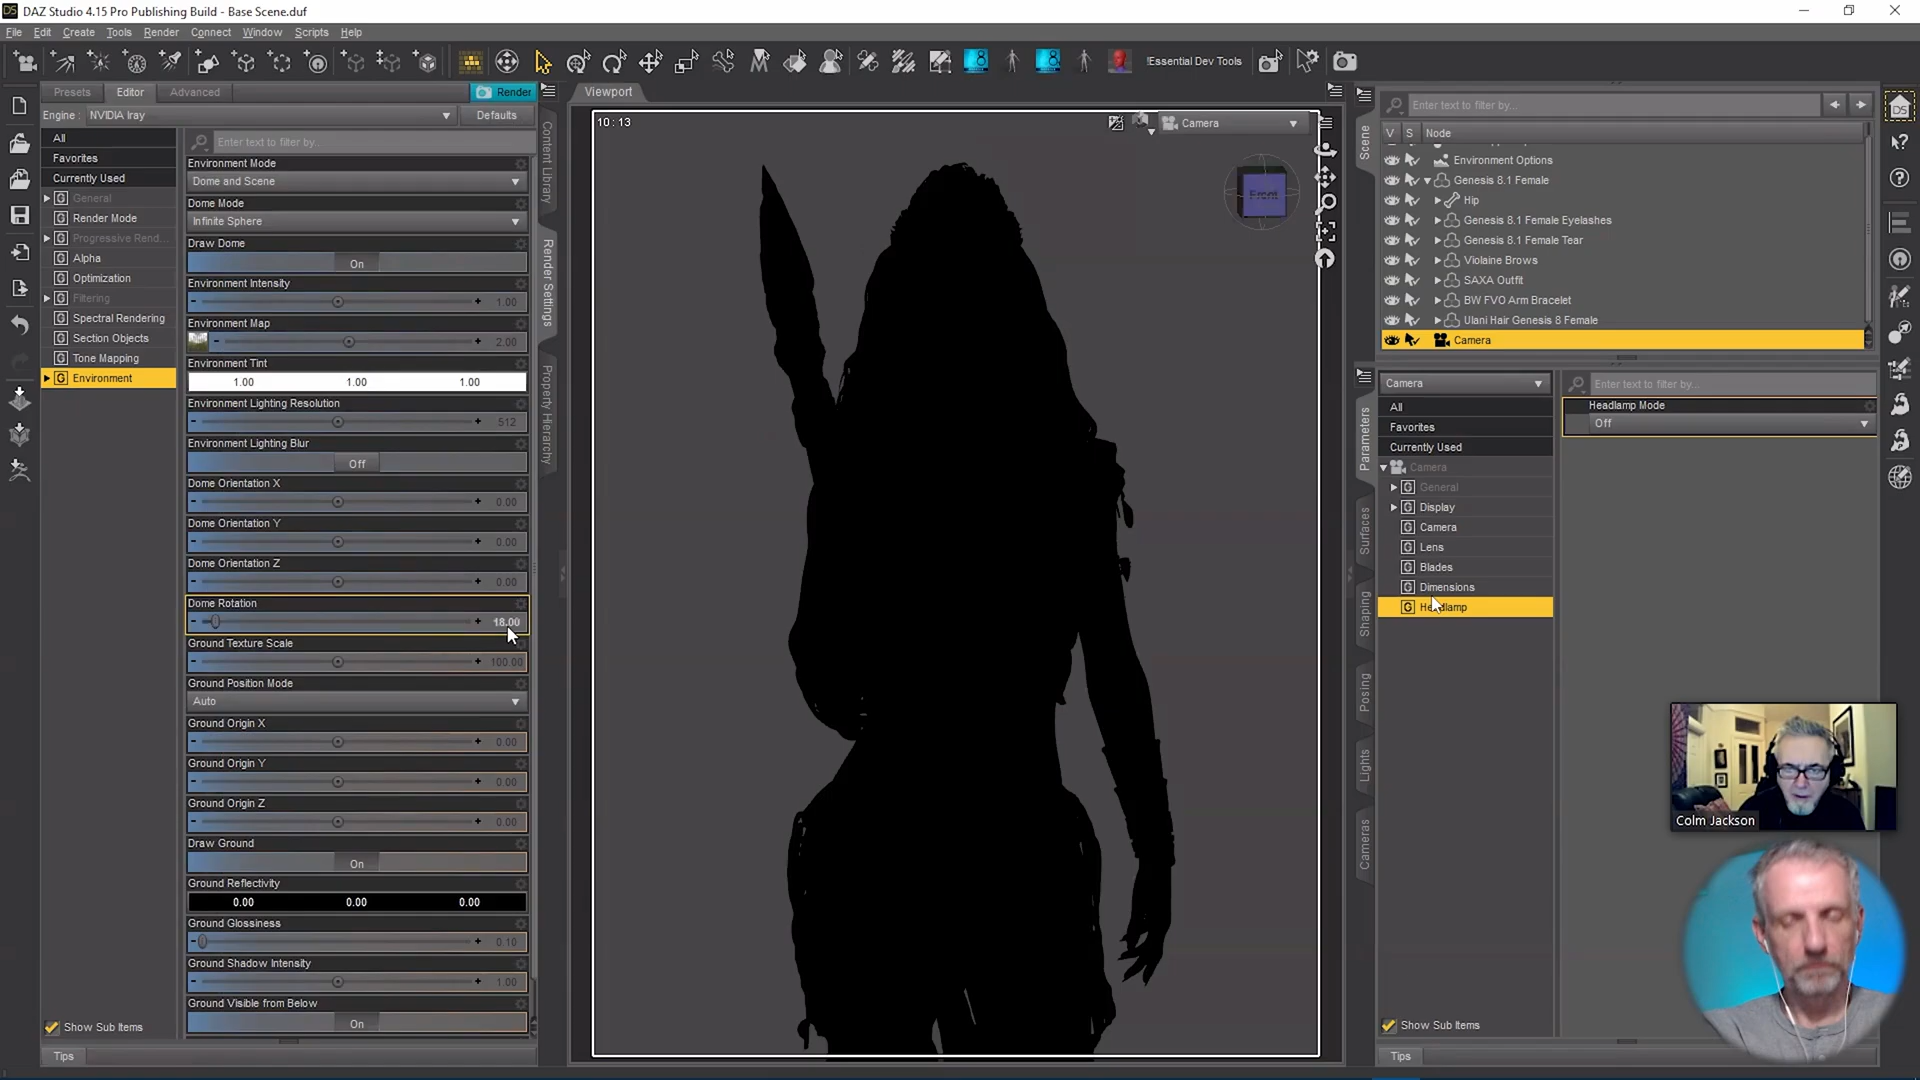 DAZ Studio 4.15 Pro Publishing Build - Base Scene.duf
File Edit Create Tools Render Connect Window Scripts Help
!Essential Dev Tools
Presets Editor Advanced Render
Engine : NVIDIA Iray Defaults
All
Favorites
Currently Used
General
Render Mode
Progressive Rend...
Alpha
Optimization
Filtering
Spectral Rendering
Section Objects
Tone Mapping
Environment
Show Sub Items
Tips
Enter text to filter by...
Environment Mode
Dome and Scene
Dome Mode
Infinite Sphere
Draw Dome
On
Environment Intensity
1.00
Environment Map
2.00
Environment Tint
1.00 1.00 1.00
Environment Lighting Resolution
512
Environment Lighting Blur
Off
Dome Orientation X
0.00
Dome Orientation Y
0.00
Dome Orientation Z
0.00
Dome Rotation
18.00
Ground Texture Scale
100.00
Ground Position Mode
Auto
Ground Origin X
0.00
Ground Origin Y
0.00
Ground Origin Z
0.00
Draw Ground
On
Ground Reflectivity
0.00 0.00 0.00
Ground Glossiness
0.10
Ground Shadow Intensity
1.00
Ground Visible from Below
On
Content Library
Render Settings
Property Hierarchy
Viewport
10 : 13
Camera
Front
Scene
Parameters
Surfaces
Shaping
Posing
Lights
Cameras
Enter text to filter by...
V S Node
Environment Options
Genesis 8.1 Female
Hip
Genesis 8.1 Female Eyelashes
Genesis 8.1 Female Tear
Violaine Brows
SAXA Outfit
BW FVO Arm Bracelet
Ulani Hair Genesis 8 Female
Camera
Camera
All
Favorites
Currently Used
Camera
General
Display
Camera
Lens
Blades
Dimensions
Headlamp
Show Sub Items
Tips
Enter text to filter by...
Headlamp Mode
Off
Colm Jackson